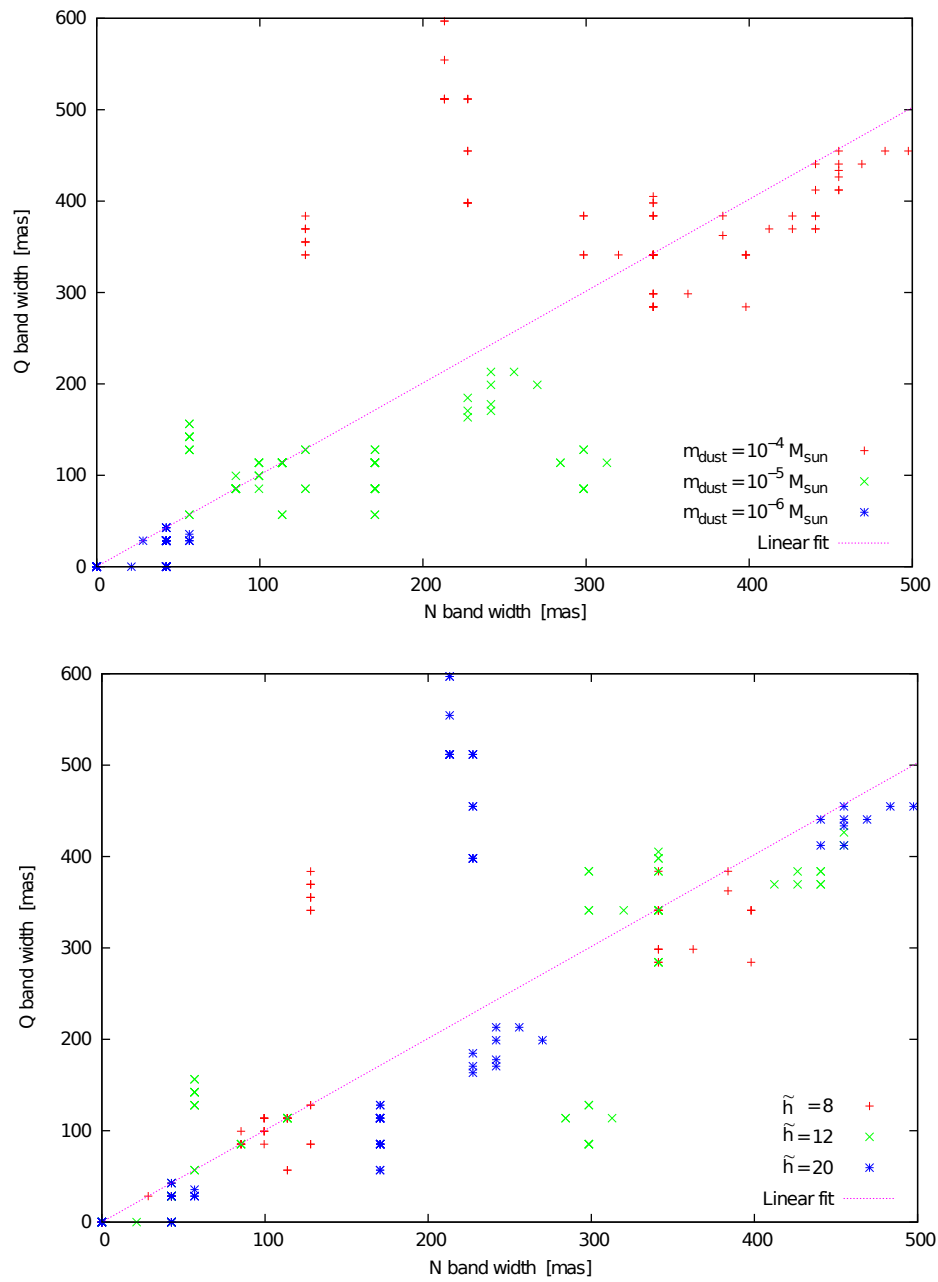 600
500
400
300
200
100
0
Q band width [mas]
m_dust = 10^−4 M_sun
m_dust = 10^−5 M_sun
m_dust = 10^−6 M_sun
Linear fit
0 100 200 300 400 500
N band width [mas]
600
500
400
300
200
100
0
Q band width [mas]
h̃ = 8
h̃ = 12
h̃ = 20
Linear fit
0 100 200 300 400 500
N band width [mas]